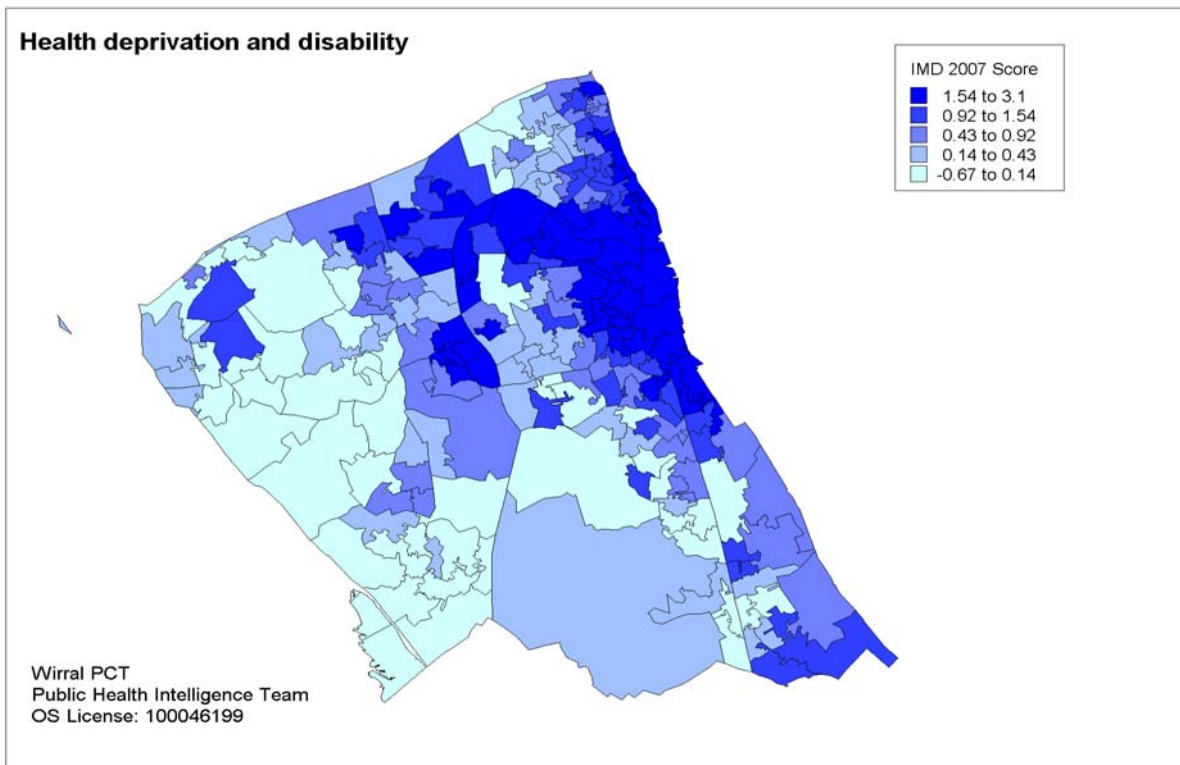 Health deprivation and disability
IMD 2007 Score
1.54 to 3.1
0.92 to 1.54
0.43 to 0.92
0.14 to 0.43
-0.67 to 0.14
Wirral PCT
Public Health Intelligence Team
OS License: 100046199